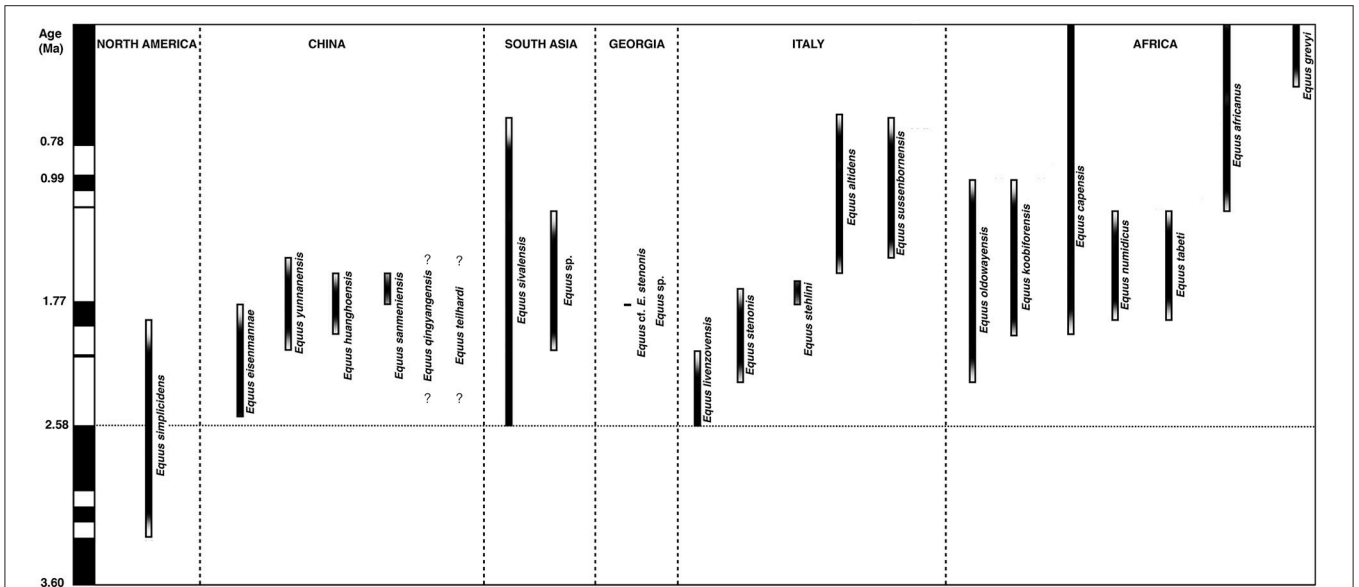 Age
(Ma)
NORTH AMERICA
CHINA
SOUTH ASIA
GEORGIA
ITALY
AFRICA
0.78
0.99
1.77
2.58
3.60
Equus simplicidens
Equus eisenmannae
Equus yunnanensis
Equus huanghoensis
Equus sanmeniensis
?
Equus qingyangensis
?
?
Equus teilhardi
?
Equus sivalensis
Equus sp.
Equus cf. E. stenonis
Equus sp.
Equus livenzovensis
Equus stenonis
Equus stehlini
Equus altidens
Equus sussenbornensis
Equus oldowayensis
Equus koobiforensis
Equus capensis
Equus numidicus
Equus tabeti
Equus africanus
Equus grevyi